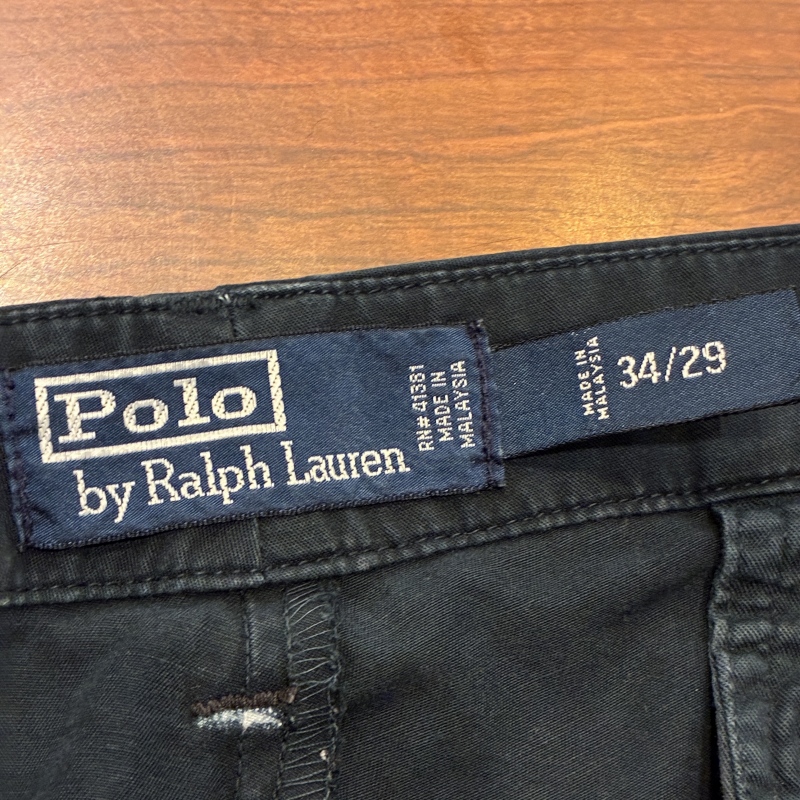 Polo
by Ralph Lauren
RN# 41381
MADE IN
MALAYSIA
MADE IN
MALAYSIA
34/29